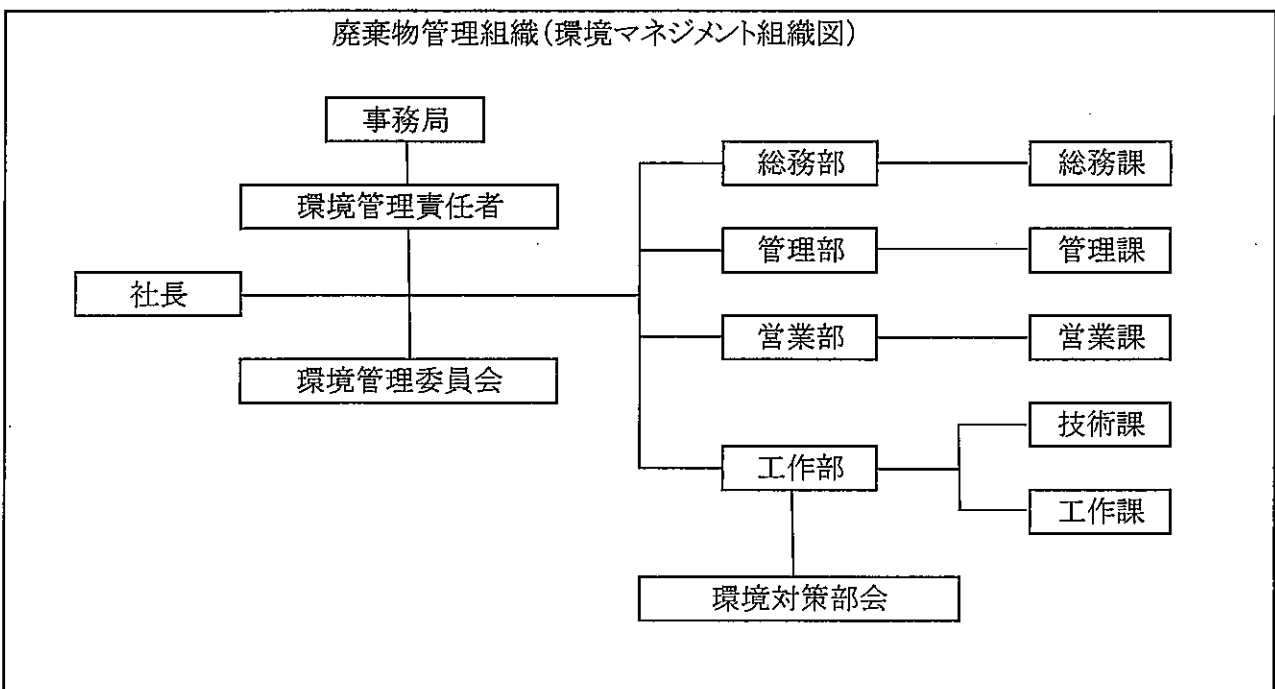 廃棄物管理組織(環境マネジメント組織図)
事務局
環境管理責任者
社長
環境管理委員会
総務部
総務課
管理部
管理課
営業部
営業課
工作部
技術課
工作課
環境対策部会